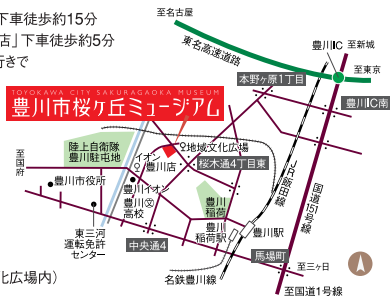 下車徒歩約15分
店」下車徒歩約5分
行きで
至名古屋
東名高速道路
豊川IC
至新城
至東京
本野ヶ原1丁目
豊川IC南
TOYOKAWA CITY SAKURAGAOKA MUSEUM
豊川市桜ヶ丘ミュージアム
陸上自衛隊
豊川駐屯地
イオン
豊川店
地域文化広場
桜木通4丁目東
至国府
豊川市役所
豊川イオン
豊川
高校
東三河
運転免許
センター
中央通4
豊川
稲荷
豊川
稲荷駅
豊川駅
JR飯田線
国道151号線
馬場町
名鉄豊川線
至三ヶ日
至国道1号線
化広場内)